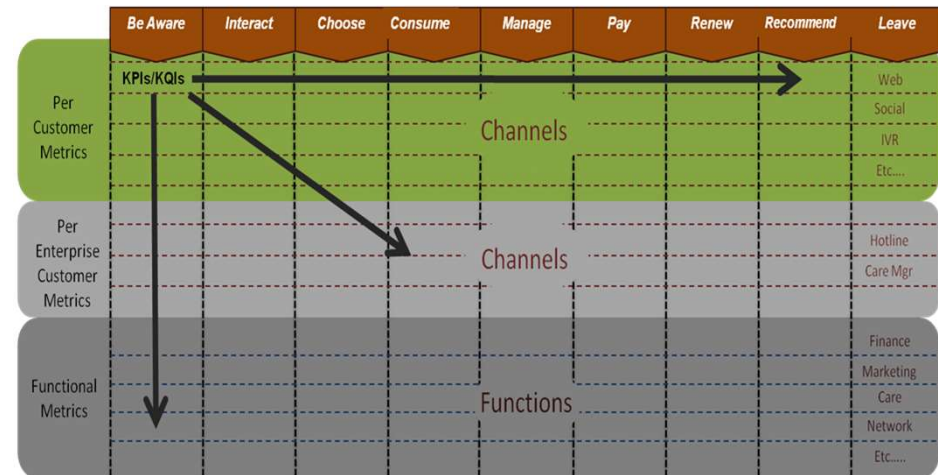 Be Aware Interact Choose Consume Manage Pay Renew Recommend Leave
KPIs/KQIs
Per
Customer
Metrics
Channels
Web
Social
IVR
Etc....
Per
Enterprise
Customer
Metrics
Channels
Hotline
Care Mgr
Functional
Metrics
Functions
Finance
Marketing
Care
Network
Etc.....